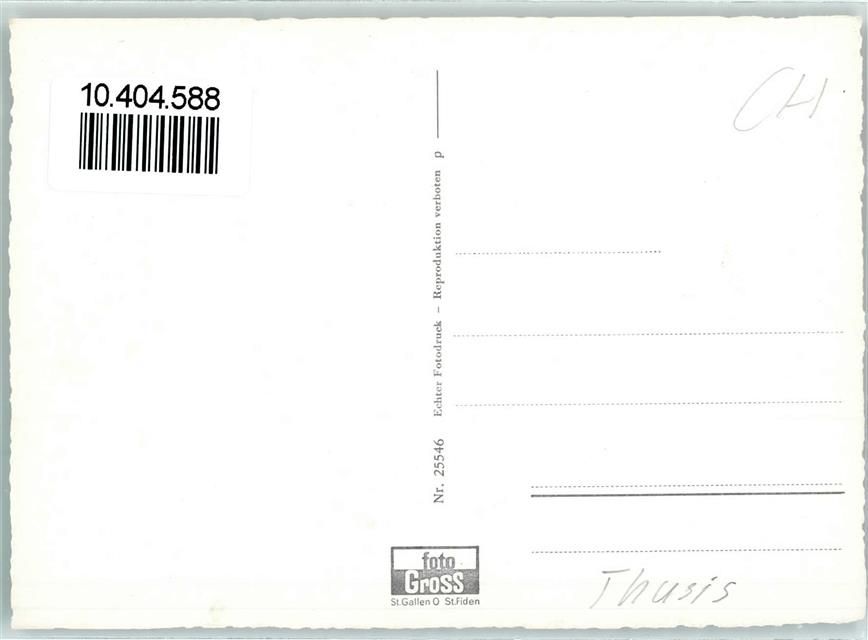 10.404.588
CH
Nr. 25546 Echter Fotodruck – Reproduktion verboten p
foto
Gross
St.Gallen O St.Fiden
Thusis